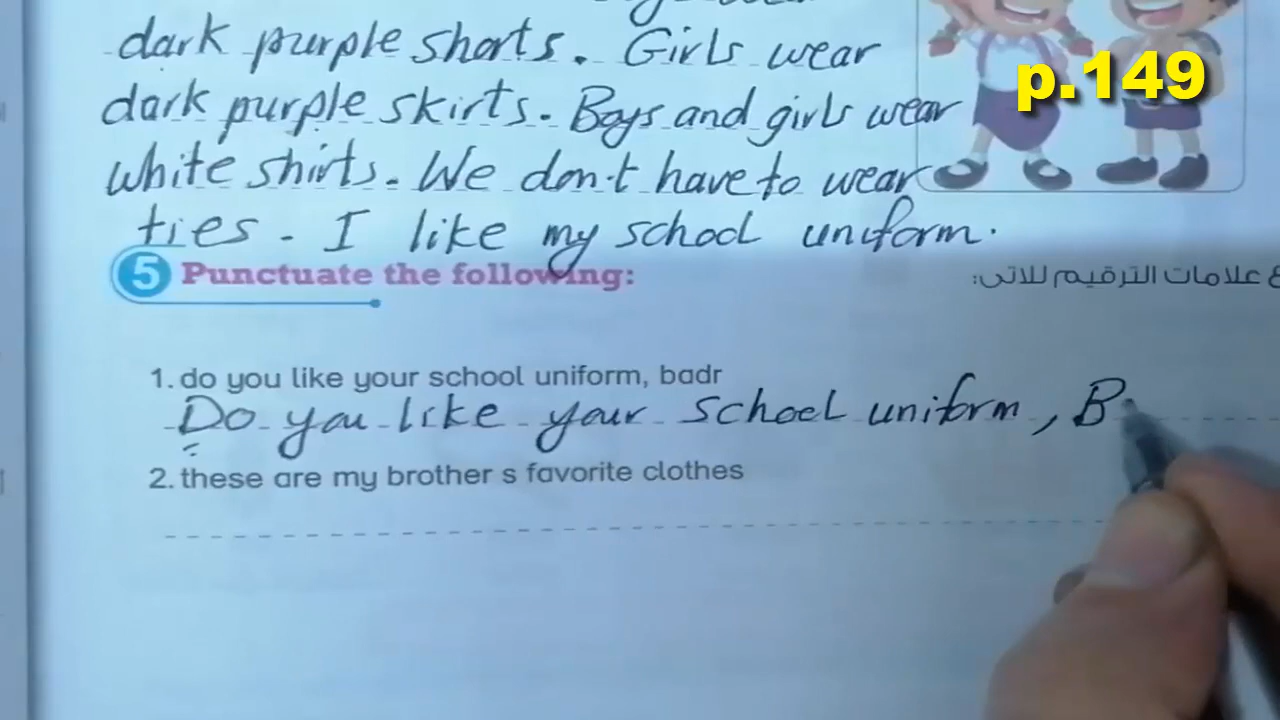 dark purple shorts. Girls wear
p.149
dark purple skirts. Boys and girls wear
white shirts. We don't have to wear
ties. I like my school uniform.
5 Punctuate the following:
علامات الترقيم للاتى:
1. do you like your school uniform, badr
Do you like your school uniform, B
2. these are my brother s favorite clothes